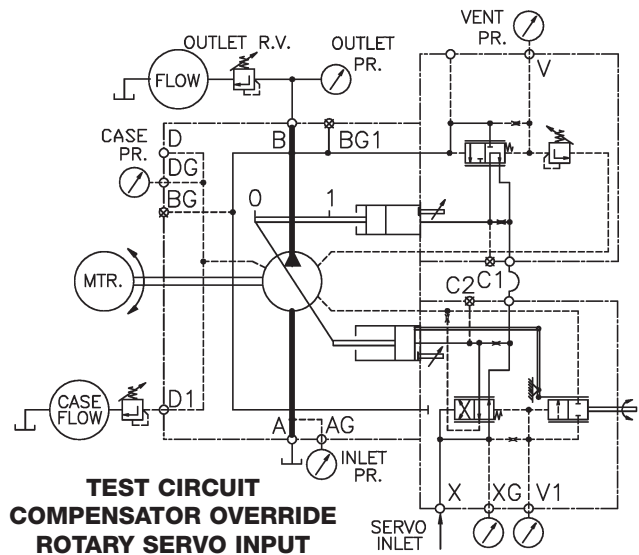 VENT
PR.
V
OUTLET R.V.
OUTLET
PR.
FLOW
CASE
PR.
D
DG
BG
B
BG1
0
1
MTR.
C2
C1
CASE
FLOW
D1
A
AG
INLET
PR.
X
XG
V1
SERVO
INLET
TEST CIRCUIT
COMPENSATOR OVERRIDE
ROTARY SERVO INPUT